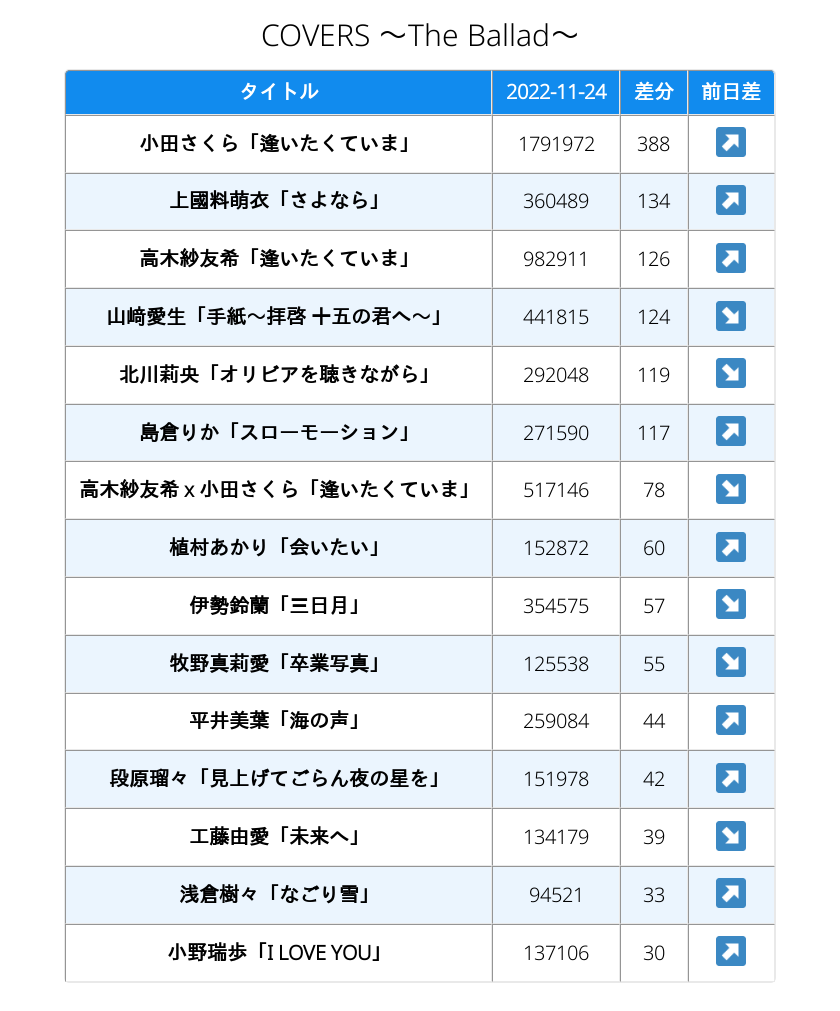 COVERS 〜The Ballad〜
タイトル 2022-11-24 差分 前日差
小田さくら「逢いたくていま」 1791972 388 ↗
上國料萌衣「さよなら」 360489 134 ↗
高木紗友希「逢いたくていま」 982911 126 ↗
山﨑愛生「手紙〜拝啓 十五の君へ〜」 441815 124 ↘
北川莉央「オリビアを聴きながら」 292048 119 ↘
島倉りか「スローモーション」 271590 117 ↗
高木紗友希 x 小田さくら「逢いたくていま」 517146 78 ↘
植村あかり「会いたい」 152872 60 ↗
伊勢鈴蘭「三日月」 354575 57 ↘
牧野真莉愛「卒業写真」 125538 55 ↘
平井美葉「海の声」 259084 44 ↗
段原瑠々「見上げてごらん夜の星を」 151978 42 ↗
工藤由愛「未来へ」 134179 39 ↘
浅倉樹々「なごり雪」 94521 33 ↗
小野瑞歩「I LOVE YOU」 137106 30 ↗